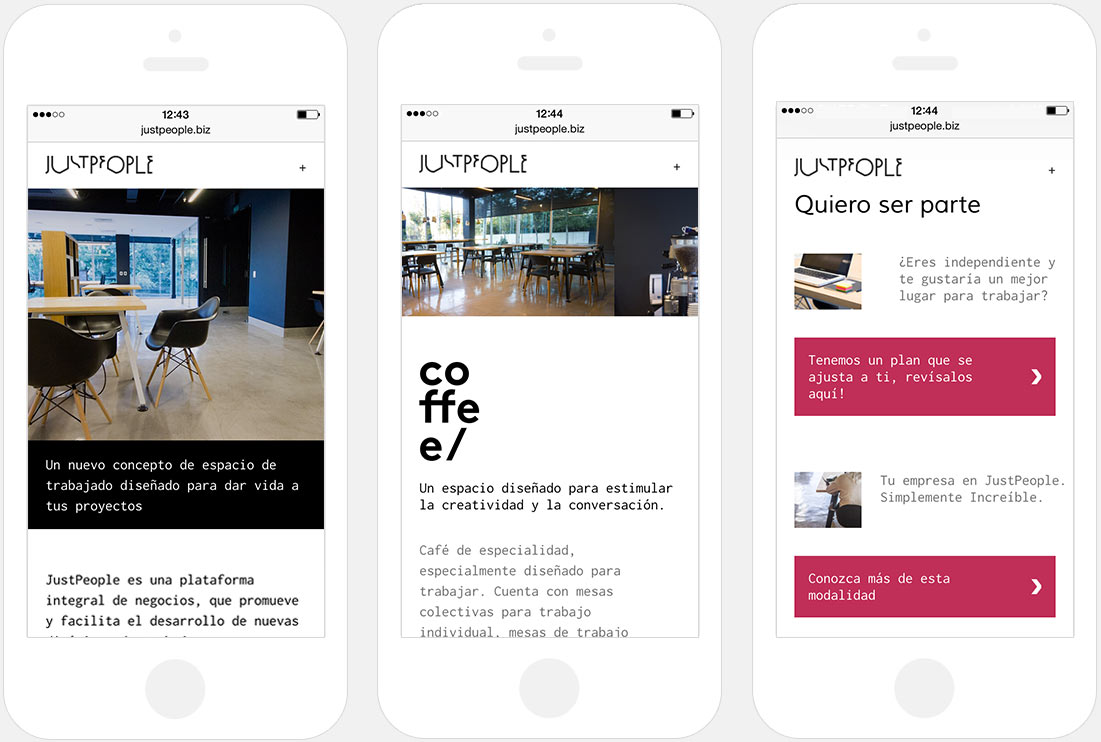 12:43
justpeople.biz
JUSTPEOPLE
+
Un nuevo concepto de espacio de
trabajado diseñado para dar vida a
tus proyectos
JustPeople es una plataforma
integral de negocios, que promueve
y facilita el desarrollo de nuevas
12:44
justpeople.biz
JUSTPEOPLE
+
co
ffe
e/
Un espacio diseñado para estimular
la creatividad y la conversación.
Café de especialidad,
especialmente diseñado para
trabajar. Cuenta con mesas
colectivas para trabajo
individual, mesas de trabajo
12:44
justpeople.biz
JUSTPEOPLE
+
Quiero ser parte
¿Eres independiente y
te gustaría un mejor
lugar para trabajar?
Tenemos un plan que se
ajusta a ti, revísalos
aquí!
Tu empresa en JustPeople.
Simplemente Increíble.
Conozca más de esta
modalidad